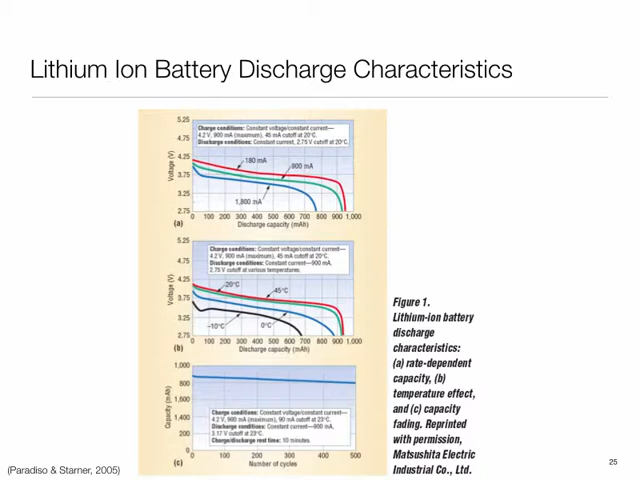 Lithium Ion Battery Discharge Characteristics
5.25
Charge conditions: Constant voltage/constant current—
4.2 V, 900 mA (maximum), 45 mA cutoff at 20°C.
Discharge conditions: Constant current, 2.75 V cutoff at 20°C.
4.75
4.25
180 mA
900 mA
3.75
3.25
1,800 mA
2.75
Voltage (V)
0 100 200 300 400 500 600 700 800 900 1,000
(a)
Discharge capacity (mAh)
5.25
Charge conditions: Constant voltage/constant current—
4.2 V, 900 mA (maximum), 45 mA cutoff at 20°C.
Discharge conditions: Constant current—900 mA,
2.75 V cutoff at various temperatures.
4.75
4.25
20°C
45°C
3.75
3.25
–10°C
0°C
2.75
Voltage (V)
0 100 200 300 400 500 600 700 800 900 1,000
(b)
Discharge capacity (mAh)
1,000
800
1,600
1,400
200
0
Capacity (mAh)
Charge conditions: Constant voltage/constant current—
4.2 V, 900 mA (maximum), 90 mA cutoff at 23°C.
Discharge conditions: Constant current—900 mA,
3.17 V cutoff at 23°C.
Charge/discharge rest time: 10 minutes.
0 100 200 300 400 500
(c)
Number of cycles
Figure 1.
Lithium-ion battery
discharge
characteristics:
(a) rate-dependent
capacity, (b)
temperature effect,
and (c) capacity
fading. Reprinted
with permission,
Matsushita Electric
Industrial Co., Ltd.
(Paradiso & Starner, 2005)
25